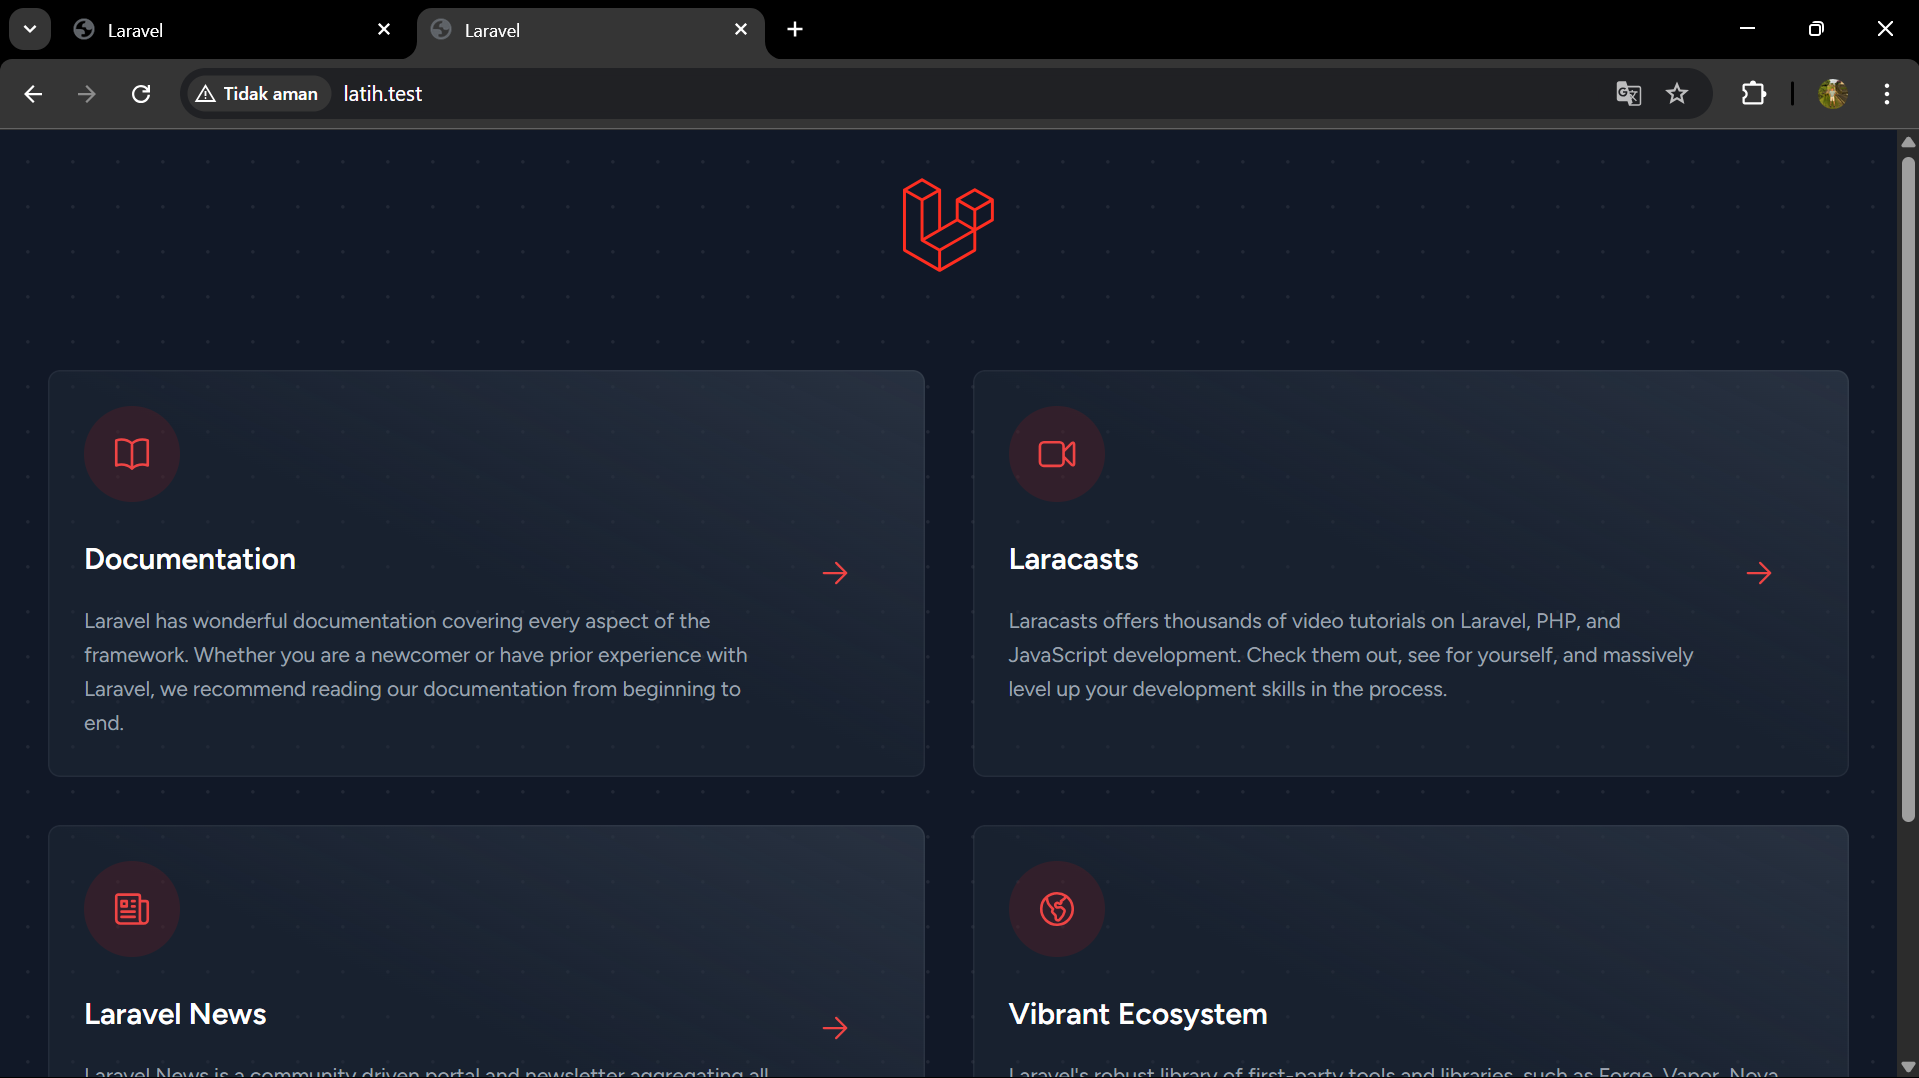 Laravel
Laravel
Tidak aman
latih.test
Documentation
Laravel has wonderful documentation covering every aspect of the
framework. Whether you are a newcomer or have prior experience with
Laravel, we recommend reading our documentation from beginning to
end.
Laracasts
Laracasts offers thousands of video tutorials on Laravel, PHP, and
JavaScript development. Check them out, see for yourself, and massively
level up your development skills in the process.
Laravel News
Laravel News is a community driven portal and newsletter aggregating all
Vibrant Ecosystem
Laravel's robust library of first-party tools and libraries, such as Forge, Vapor, Nova,